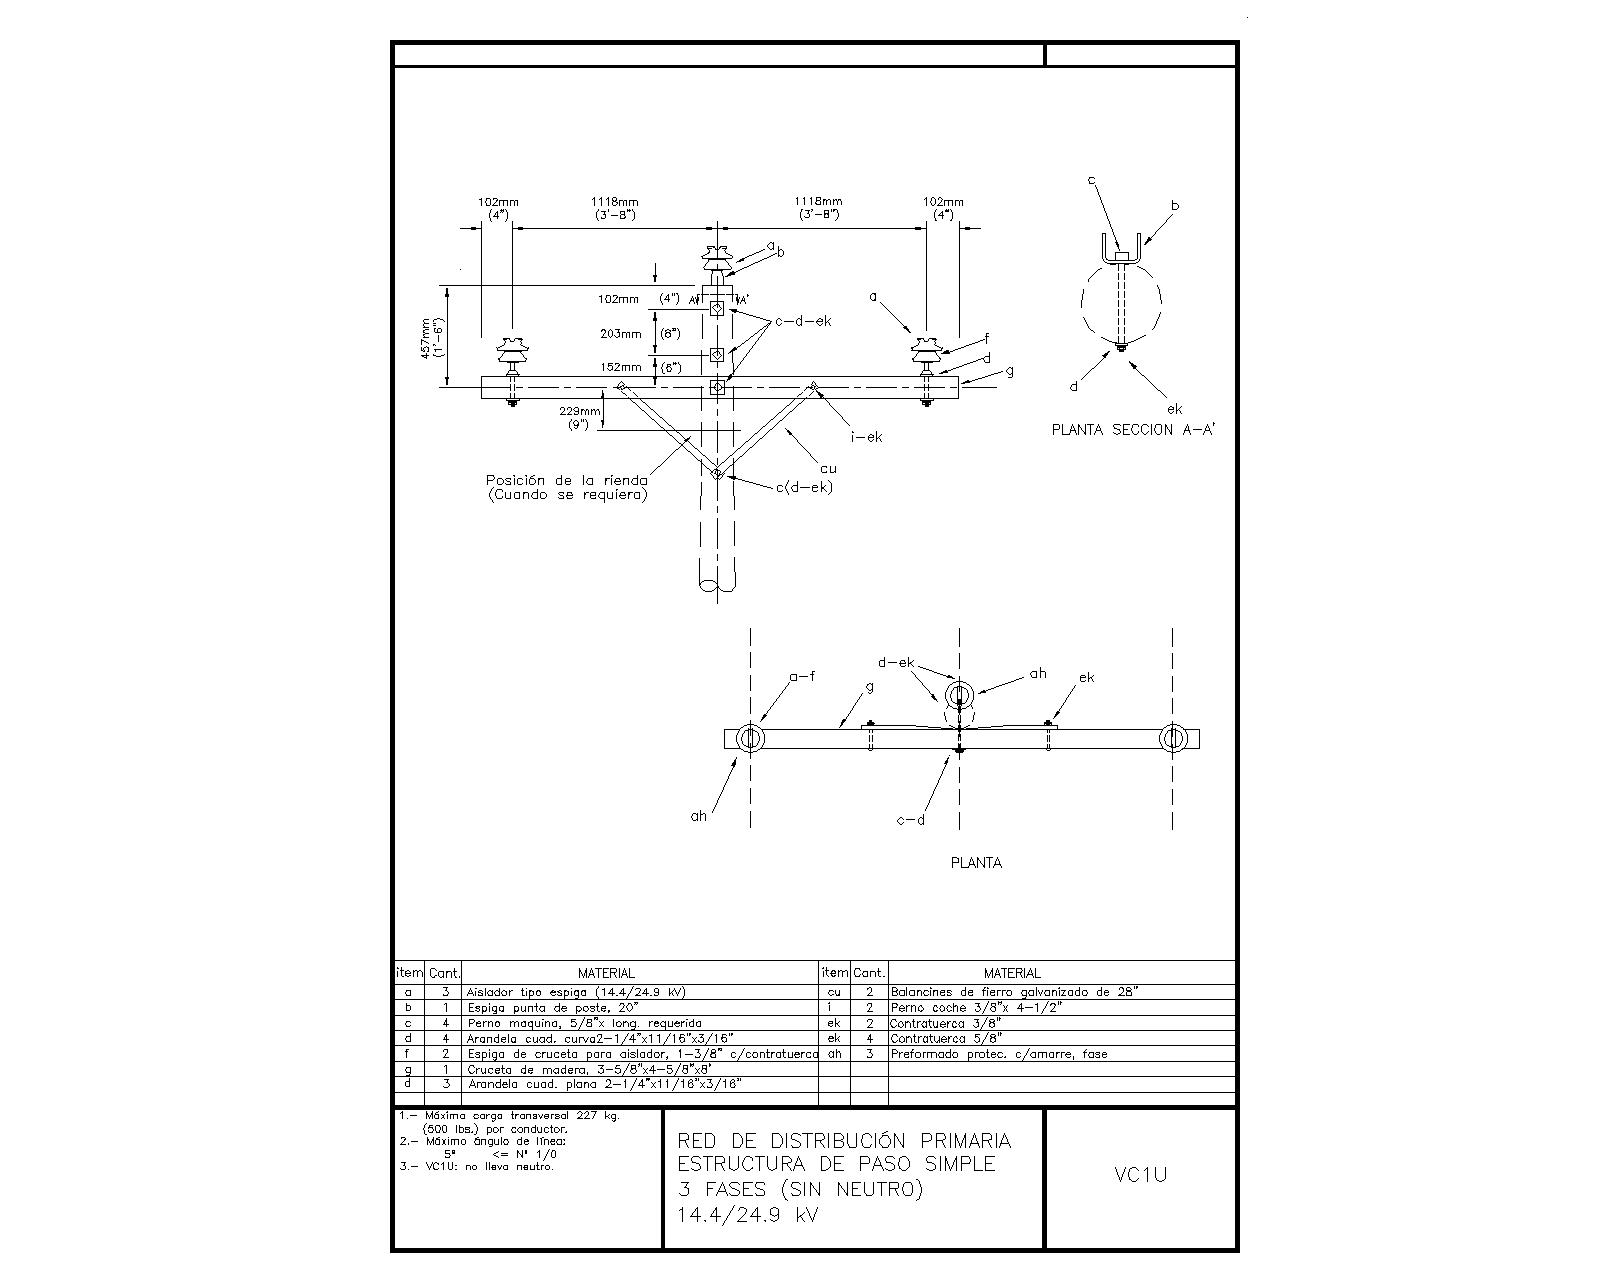 102mm
(4")
1118mm
(3'-8")
1118mm
(3'-8")
102mm
(4")
c
b
a
b
102mm
(4")
A
A'
a
c-d-ek
203mm
(8")
457mm
(1'-6")
f
d
152mm
(6")
g
d
ek
229mm
(9")
PLANTA SECCION A-A'
i-ek
cu
Posición de la rienda
(Cuando se requiera)
c(d-ek)
d-ek
a-f
g
ah
ek
ah
c-d
PLANTA
item Cant. MATERIAL item Cant. MATERIAL
a 3 Aislador tipo espiga (14.4/24.9 kV) cu 2 Balancines de fierro galvanizado de 28"
b 1 Espiga punta de poste, 20" i 2 Perno coche 3/8"x 4-1/2"
c 4 Perno maquina, 5/8"x long. requerida ek 2 Contratuerca 3/8"
d 4 Arandela cuad. curva2-1/4"x11/16"x3/16" ek 4 Contratuerca 5/8"
f 2 Espiga de cruceta para aislador, 1-3/8" c/contratuerca ah 3 Preformado protec. c/amarre, fase
g 1 Cruceta de madera, 3-5/8"x4-5/8"x8'
d 3 Arandela cuad. plana 2-1/4"x11/16"x3/16"
1.- Máxima carga transversal 227 kg.
(500 lbs.) por conductor.
2.- Máximo ángulo de línea:
5° <= N° 1/0
3.- VC1U: no lleva neutro.
RED DE DISTRIBUCIÓN PRIMARIA
ESTRUCTURA DE PASO SIMPLE
3 FASES (SIN NEUTRO)
14.4/24.9 kV
VC1U